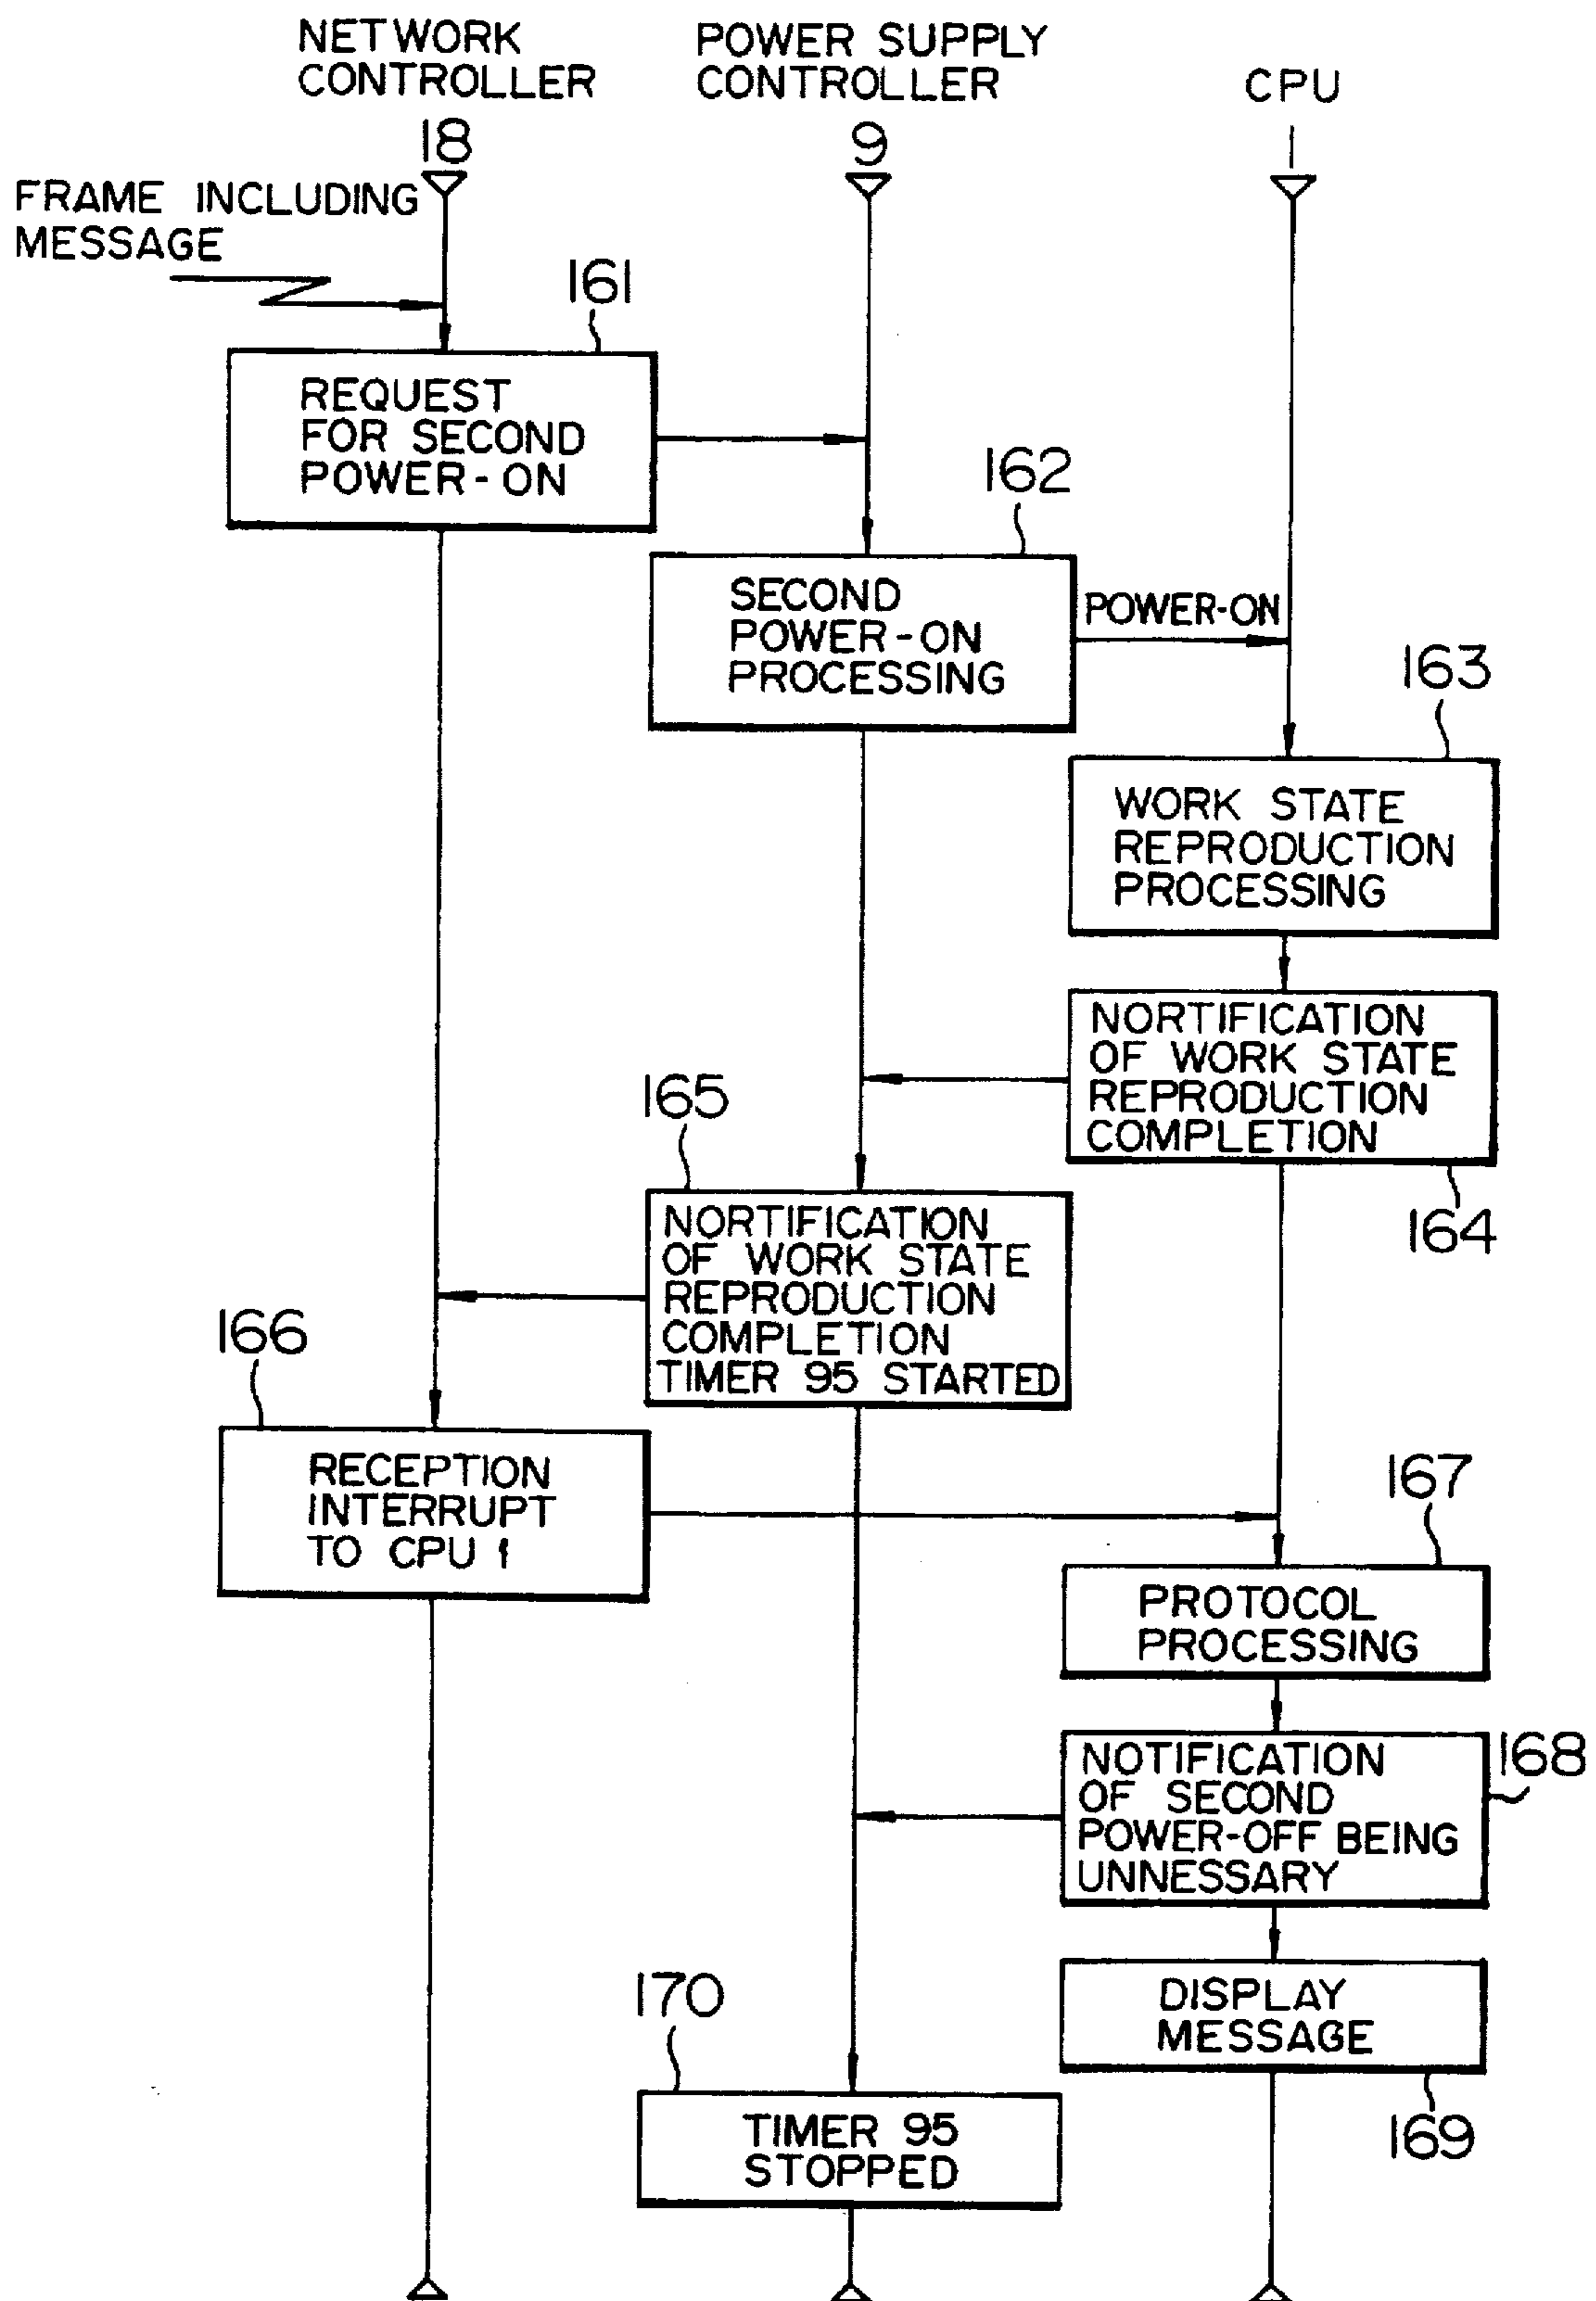 NETWORK
CONTROLLER
18
POWER SUPPLY
CONTROLLER
9
CPU
1
FRAME INCLUDING
MESSAGE
161
REQUEST
FOR SECOND
POWER-ON
162
SECOND
POWER-ON
PROCESSING
POWER-ON
163
WORK STATE
REPRODUCTION
PROCESSING
NORTIFICATION
OF WORK STATE
REPRODUCTION
COMPLETION
164
165
NORTIFICATION
OF WORK STATE
REPRODUCTION
COMPLETION
TIMER 95 STARTED
166
RECEPTION
INTERRUPT
TO CPU 1
167
PROTOCOL
PROCESSING
168
NOTIFICATION
OF SECOND
POWER-OFF BEING
UNNESSARY
DISPLAY
MESSAGE
169
170
TIMER 95
STOPPED